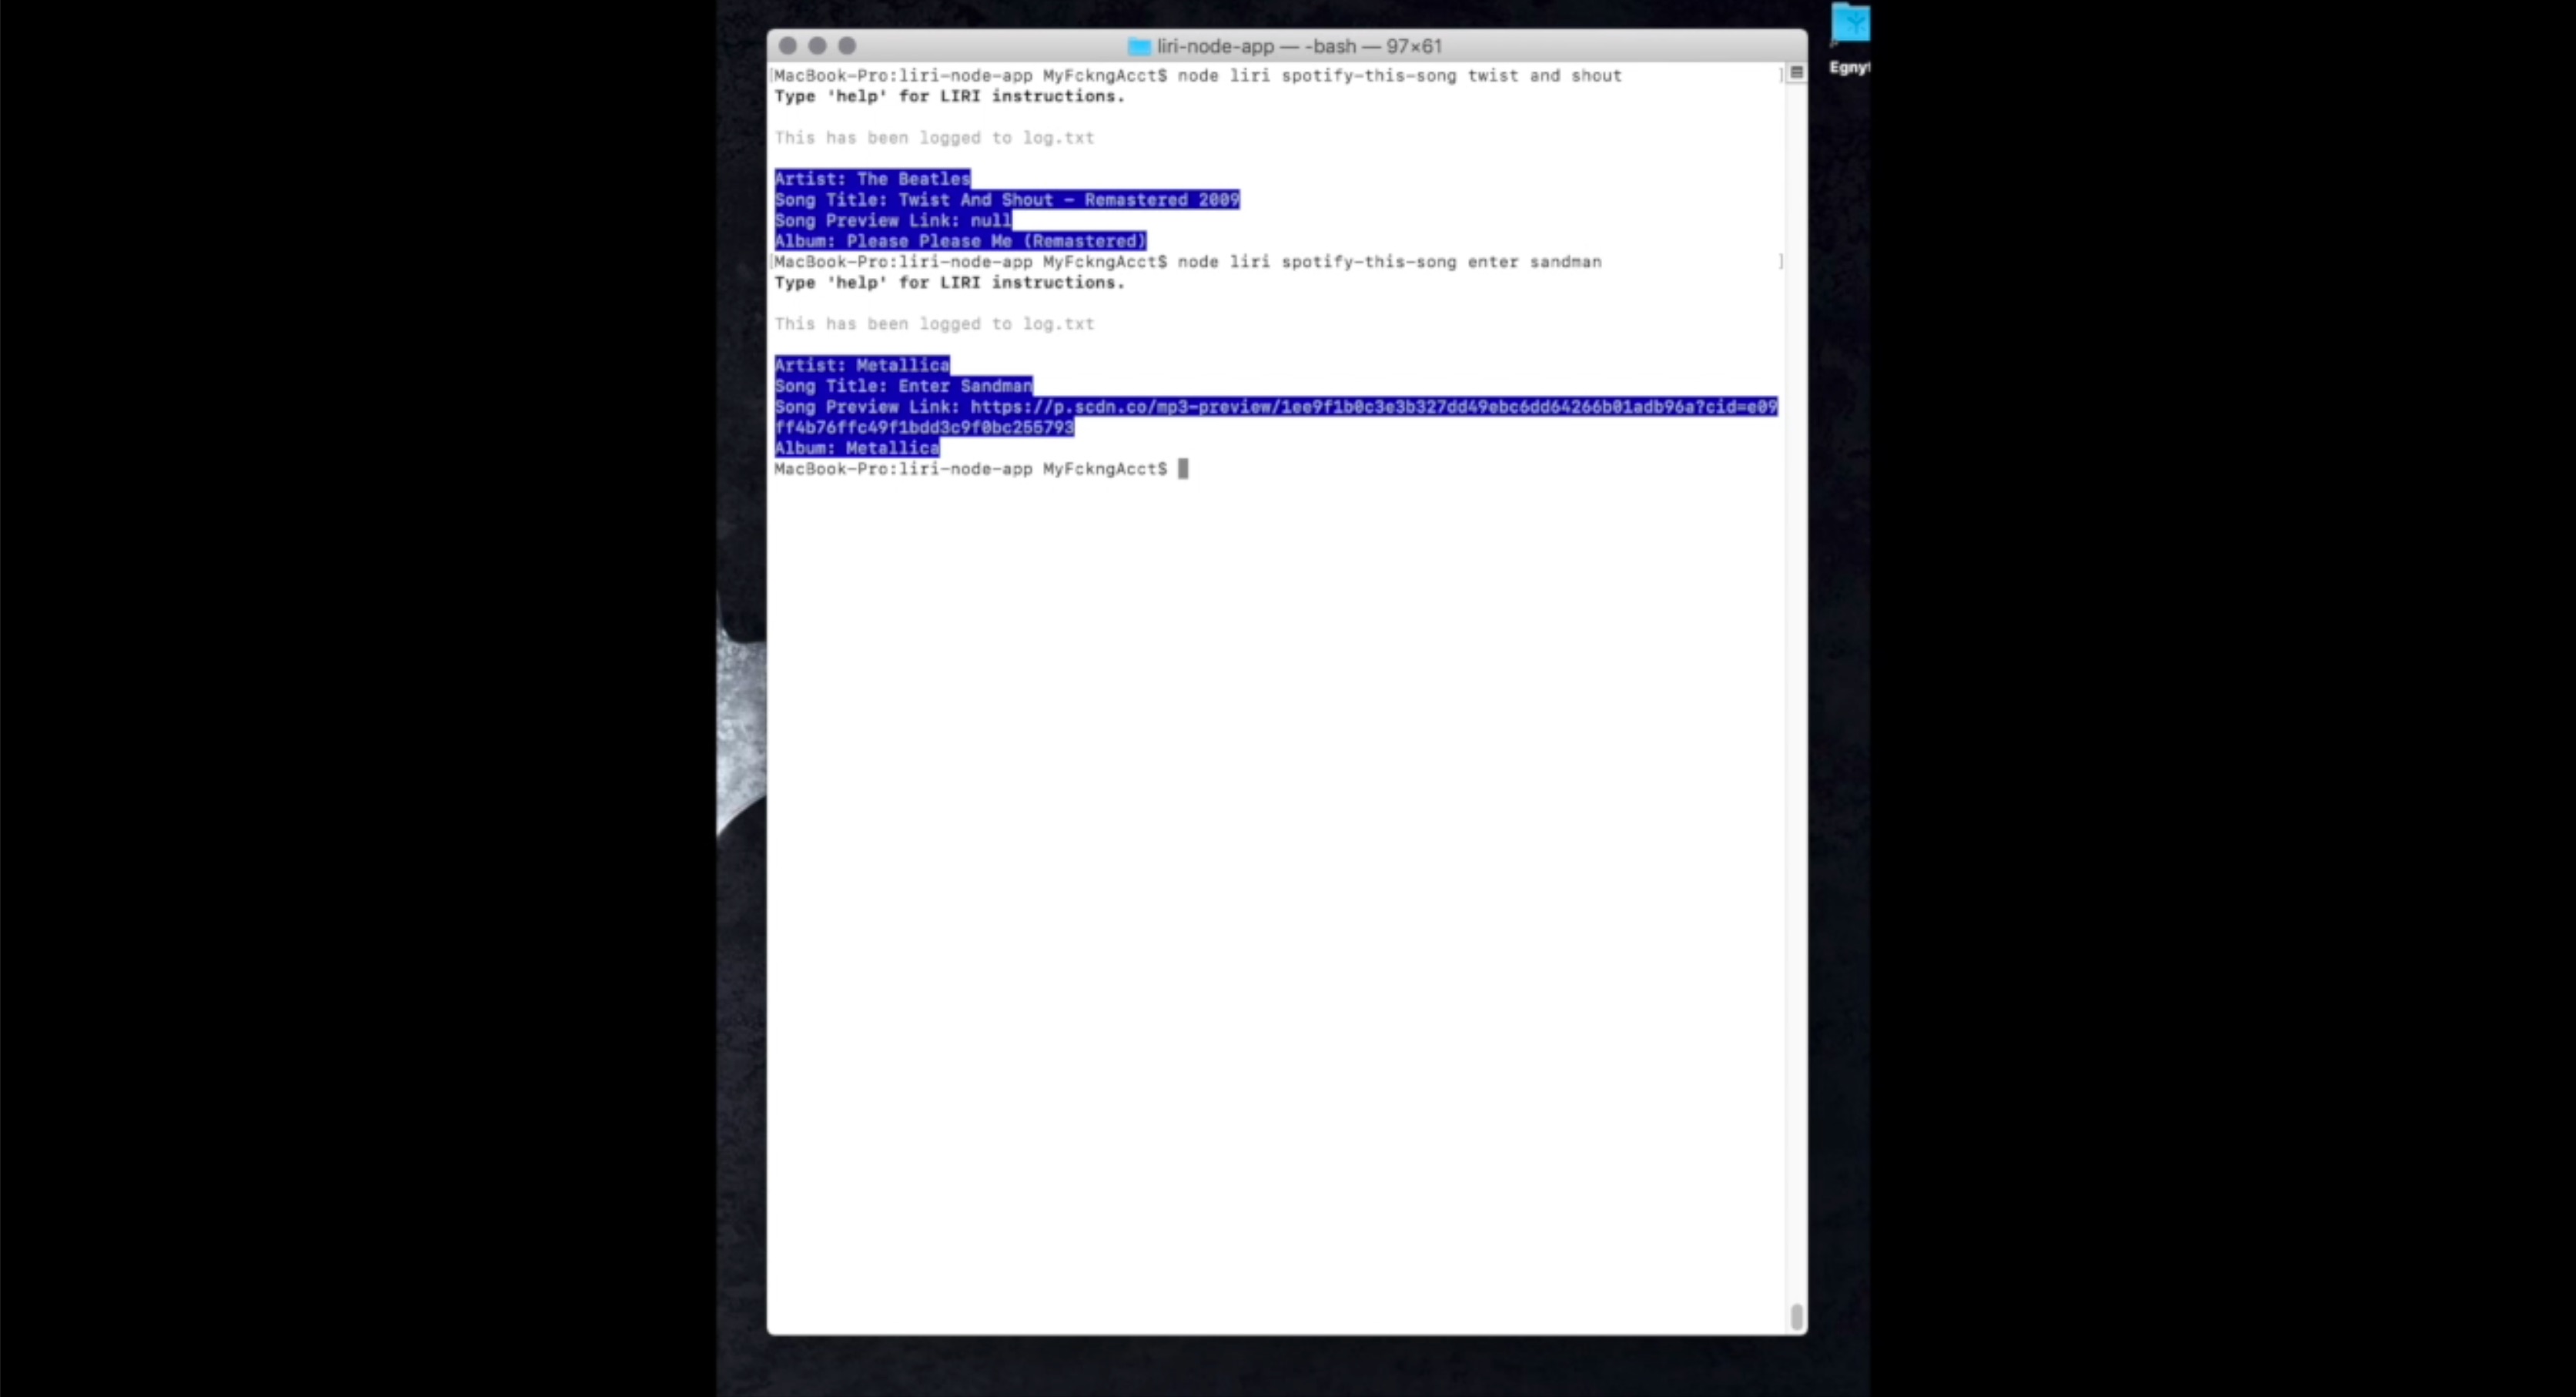 liri-node-app — -bash — 97×61
Egnyt
[MacBook-Pro:liri-node-app MyFckngAcct$ node liri spotify-this-song twist and shout ]
Type 'help' for LIRI instructions.
This has been logged to log.txt
Artist: The Beatles
Song Title: Twist And Shout - Remastered 2009
Song Preview Link: null
Album: Please Please Me (Remastered)
[MacBook-Pro:liri-node-app MyFckngAcct$ node liri spotify-this-song enter sandman ]
Type 'help' for LIRI instructions.
This has been logged to log.txt
Artist: Metallica
Song Title: Enter Sandman
Song Preview Link: https://p.scdn.co/mp3-preview/1ee9f1b0c3e3b327dd49ebc6dd64266b01adb96a?cid=e09
ff4b76ffc49f1bdd3c9f0bc255793
Album: Metallica
MacBook-Pro:liri-node-app MyFckngAcct$